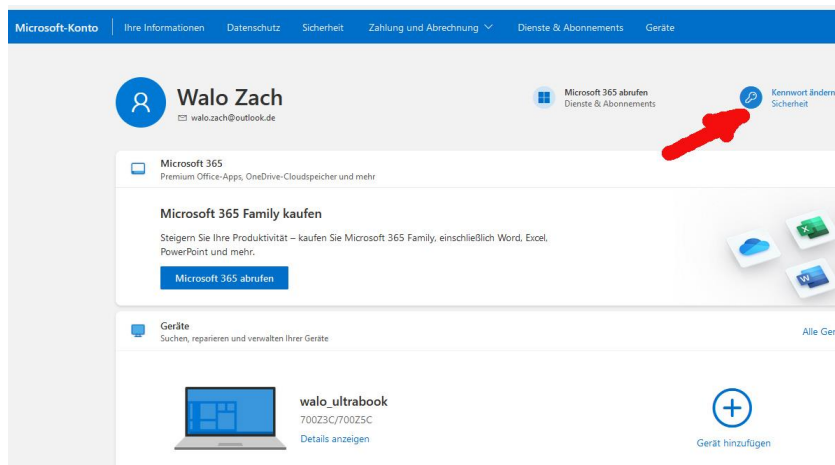 Microsoft-Konto Ihre Informationen Datenschutz Sicherheit Zahlung und Abrechnung Dienste & Abonnements Geräte
Walo Zach
walo.zach@outlook.de
Microsoft 365 abrufen
Dienste & Abonnements
Kennwort ändern
Sicherheit
Microsoft 365
Premium Office-Apps, OneDrive-Cloudspeicher und mehr
Microsoft 365 Family kaufen
Steigern Sie Ihre Produktivität – kaufen Sie Microsoft 365 Family, einschließlich Word, Excel,
PowerPoint und mehr.
Microsoft 365 abrufen
Geräte
Suchen, reparieren und verwalten Ihrer Geräte
Alle Ger
walo_ultrabook
700Z3C/700Z5C
Details anzeigen
Gerät hinzufügen